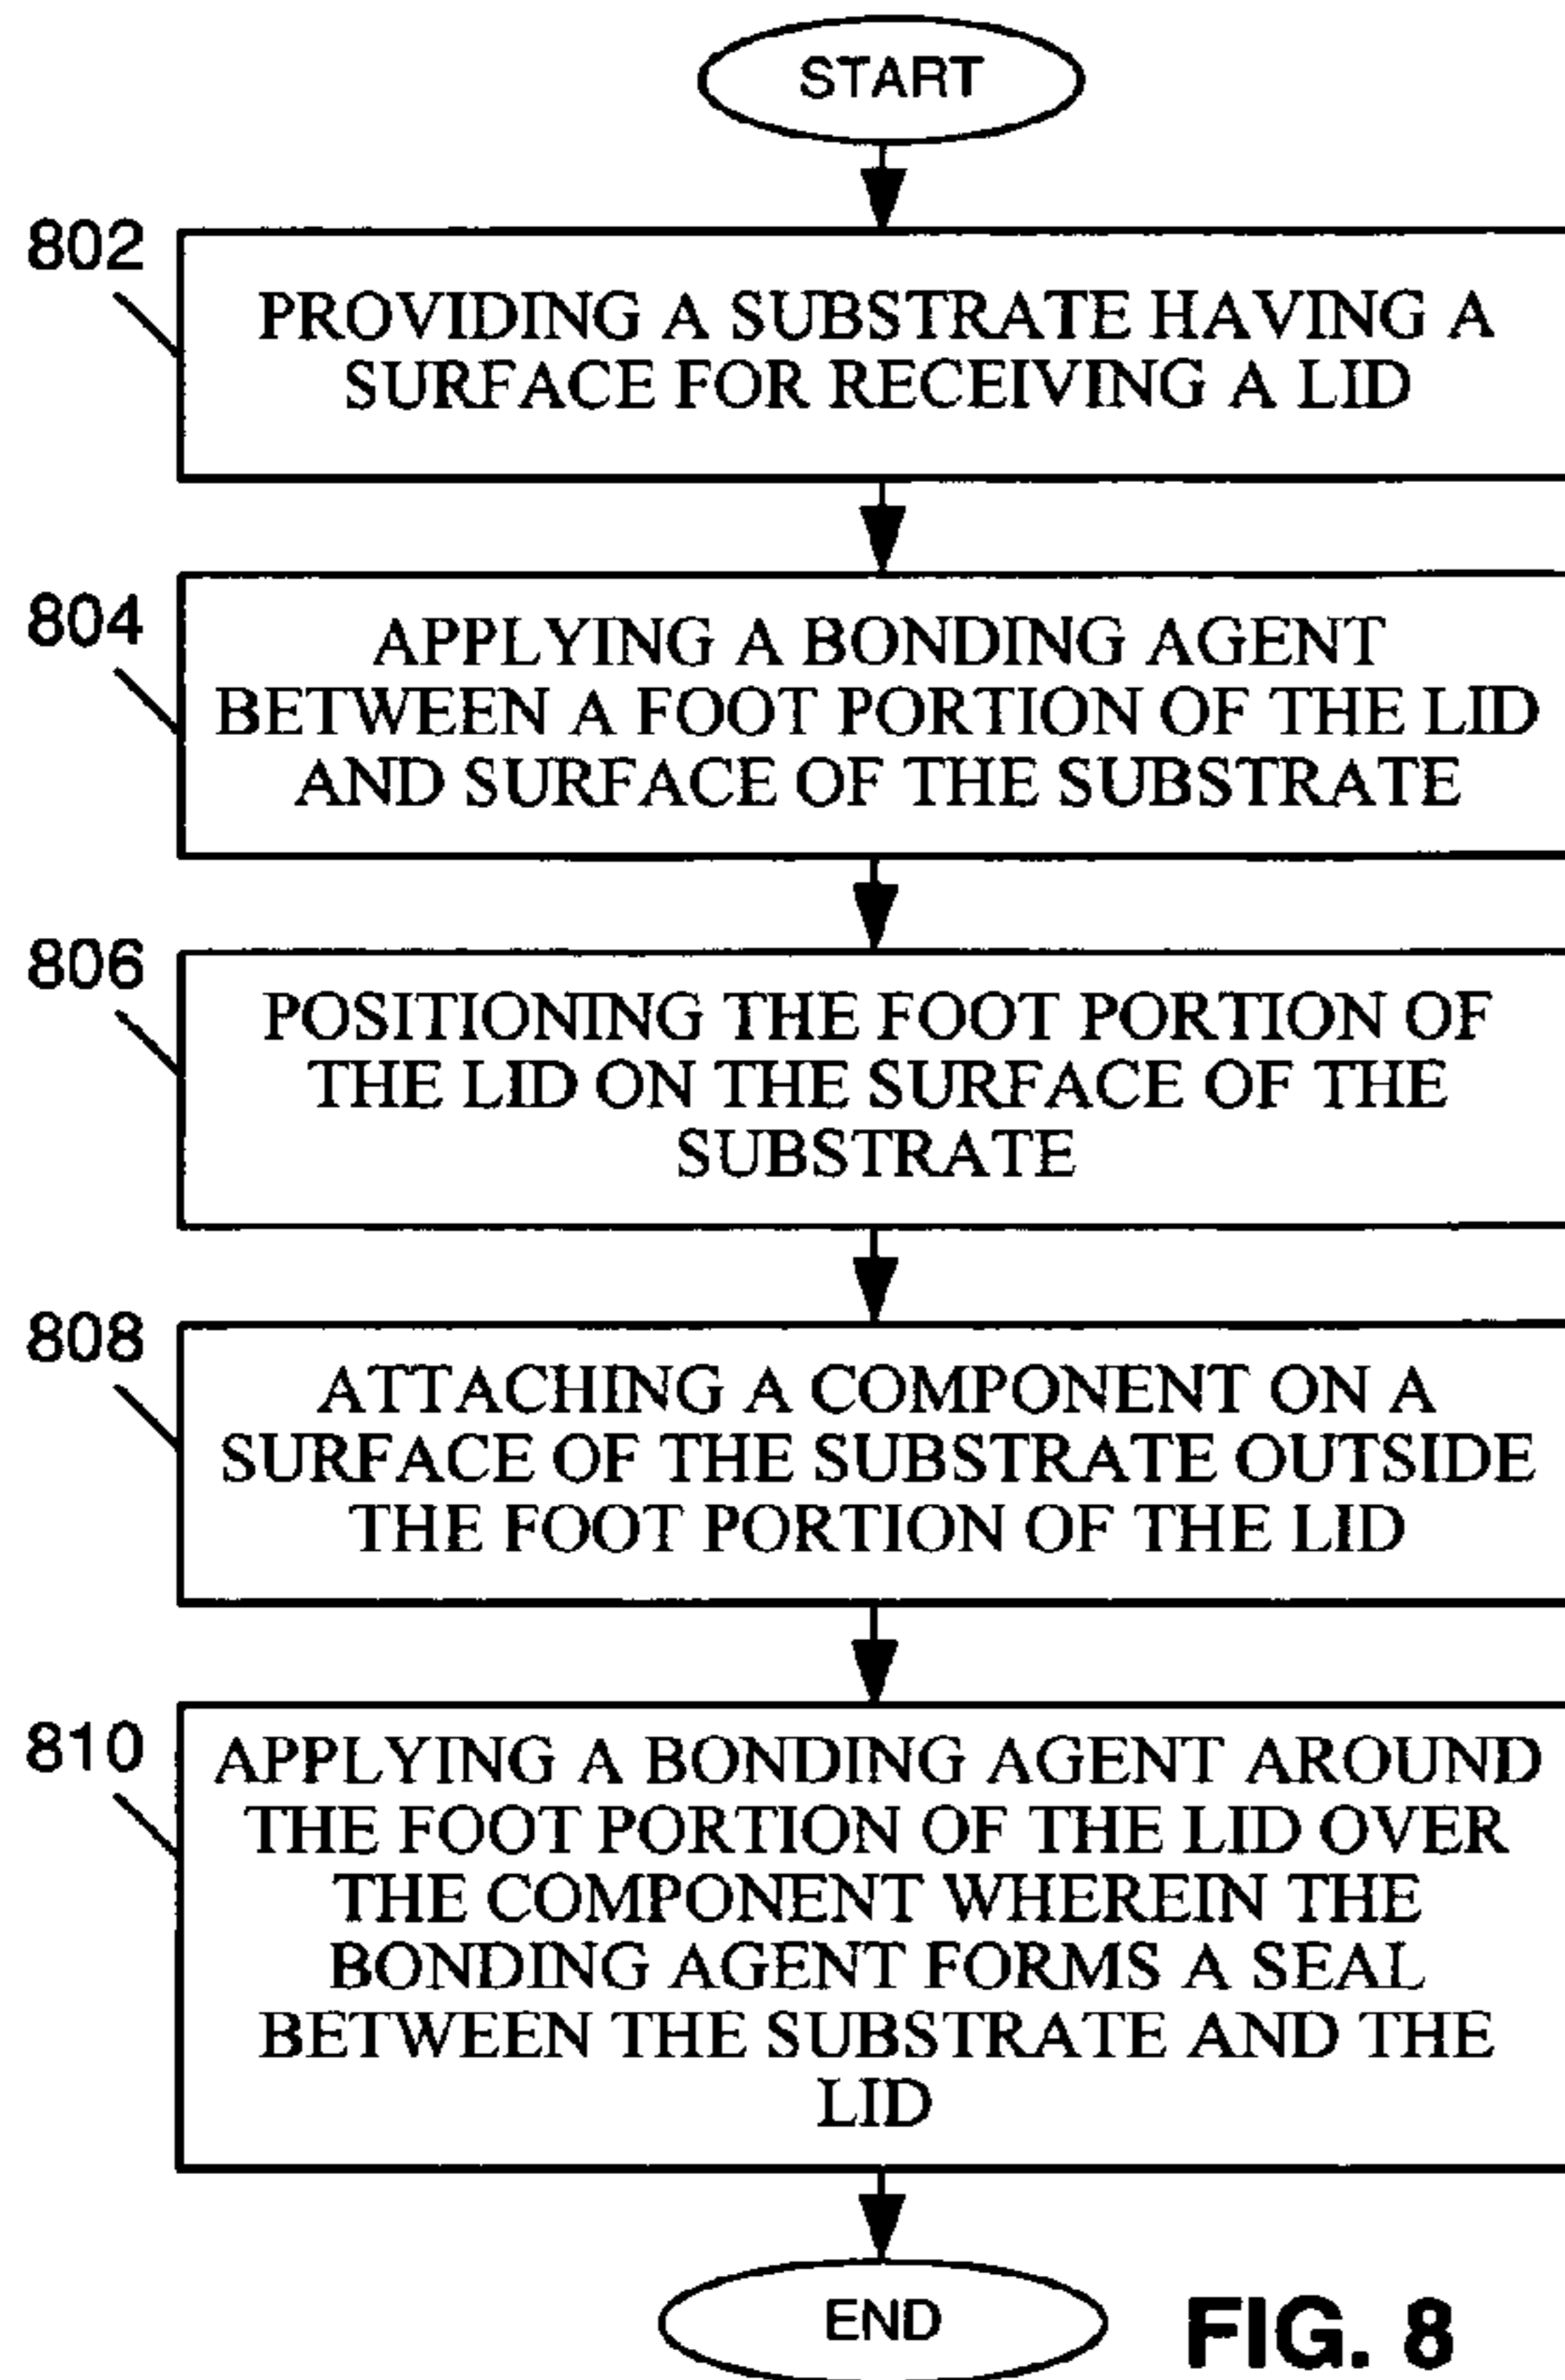 START
802
PROVIDING A SUBSTRATE HAVING A
SURFACE FOR RECEIVING A LID
804
APPLYING A BONDING AGENT
BETWEEN A FOOT PORTION OF THE LID
AND SURFACE OF THE SUBSTRATE
806
POSITIONING THE FOOT PORTION OF
THE LID ON THE SURFACE OF THE
SUBSTRATE
808
ATTACHING A COMPONENT ON A
SURFACE OF THE SUBSTRATE OUTSIDE
THE FOOT PORTION OF THE LID
810
APPLYING A BONDING AGENT AROUND
THE FOOT PORTION OF THE LID OVER
THE COMPONENT WHEREIN THE
BONDING AGENT FORMS A SEAL
BETWEEN THE SUBSTRATE AND THE
LID
END
FIG. 8